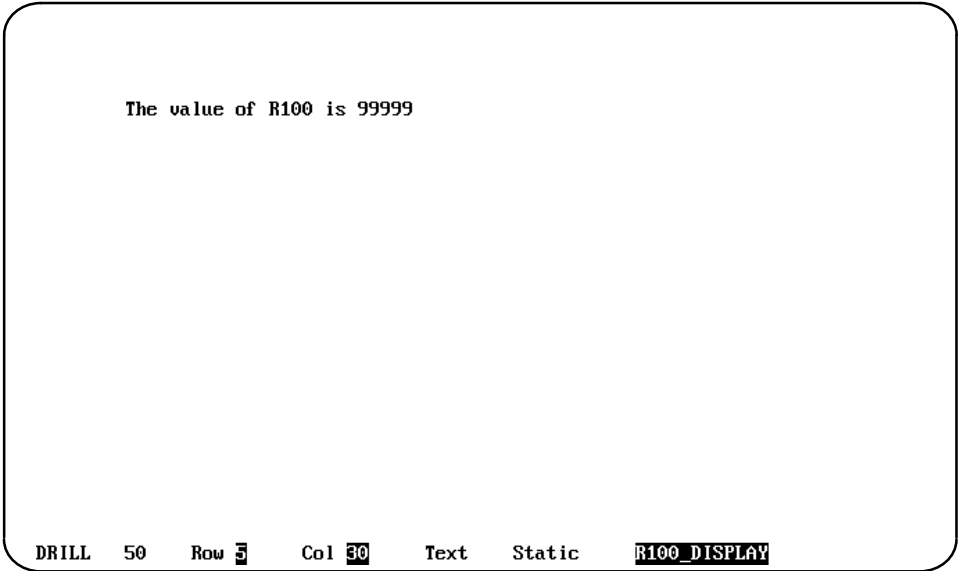 The value of R100 is 99999
DRILL 50 Row 5 Col 30 Text Static R100_DISPLAY